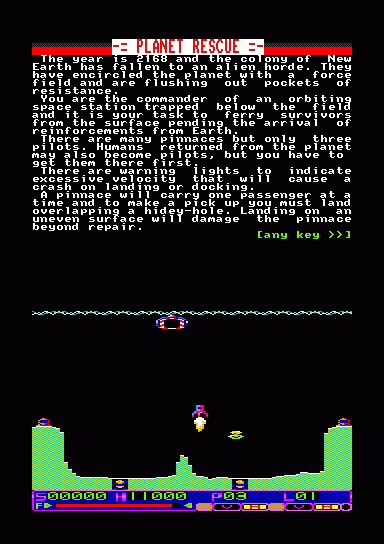 -= PLANET RESCUE =-
The year is 2168 and the colony of New
Earth has fallen to an alien horde. They
have encircled the planet with a force
field and are flushing out pockets of
resistance.
You are the commander of an orbiting
space station trapped below the field
and it is your task to ferry survivors
from the surface pending the arrival of
reinforcements from Earth.
There are many pinnaces but only three
pilots. Humans returned from the planet
may also become pilots, but you have to
get them there first.
There are warning lights to indicate
excessive velocity that will cause a
crash on landing or docking.
A pinnace will carry one passenger at a
time and to make a pick up you must land
overlapping a hidey-hole. Landing on an
uneven surface will damage the pinnace
beyond repair.
[any key >>]
S00000 H11000 P03 L01
F